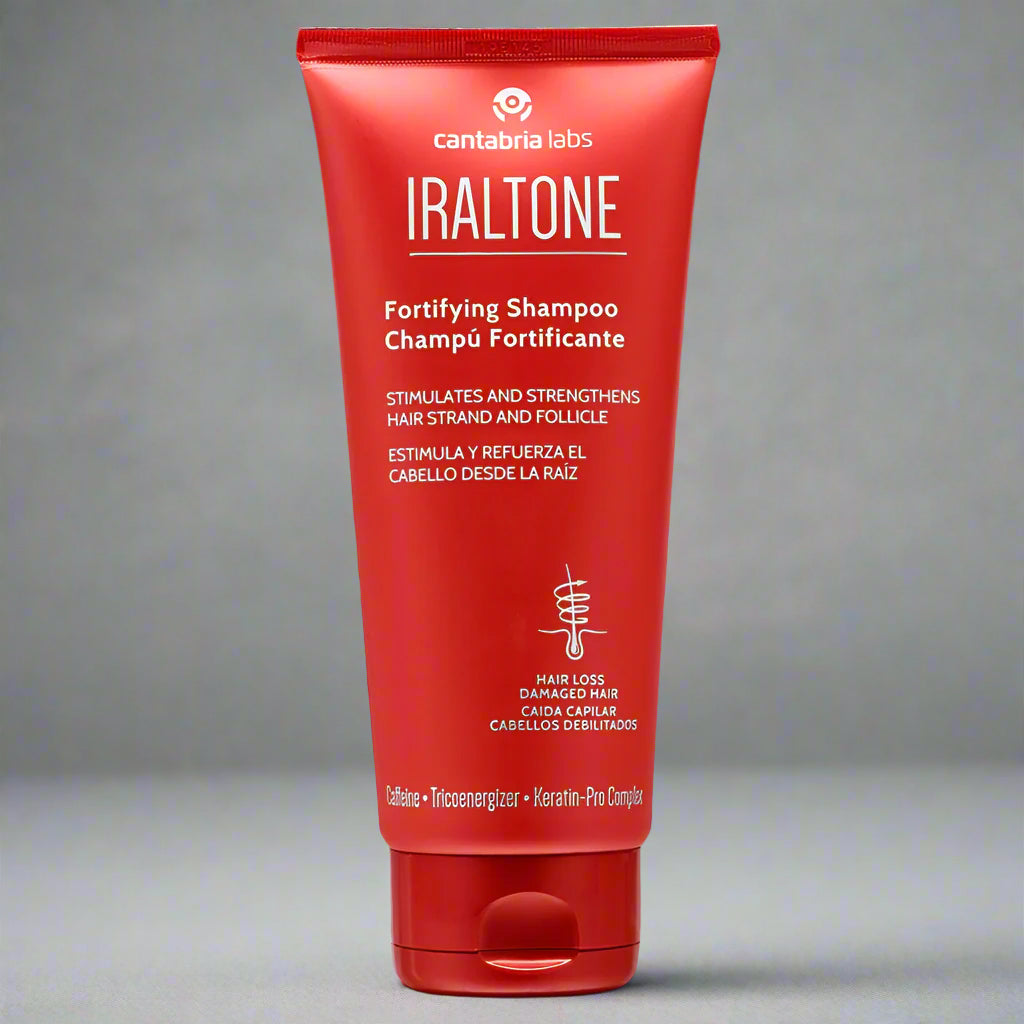 cantabria labs
IRALTONE
Fortifying Shampoo
Champú Fortificante
STIMULATES AND STRENGTHENS
HAIR STRAND AND FOLLICLE
ESTIMULA Y REFUERZA EL
CABELLO DESDE LA RAÍZ
HAIR LOSS
DAMAGED HAIR
CAIDA CAPILAR
CABELLOS DEBILITADOS
Caffeine • Tricoenergizer • Keratin-Pro Complex